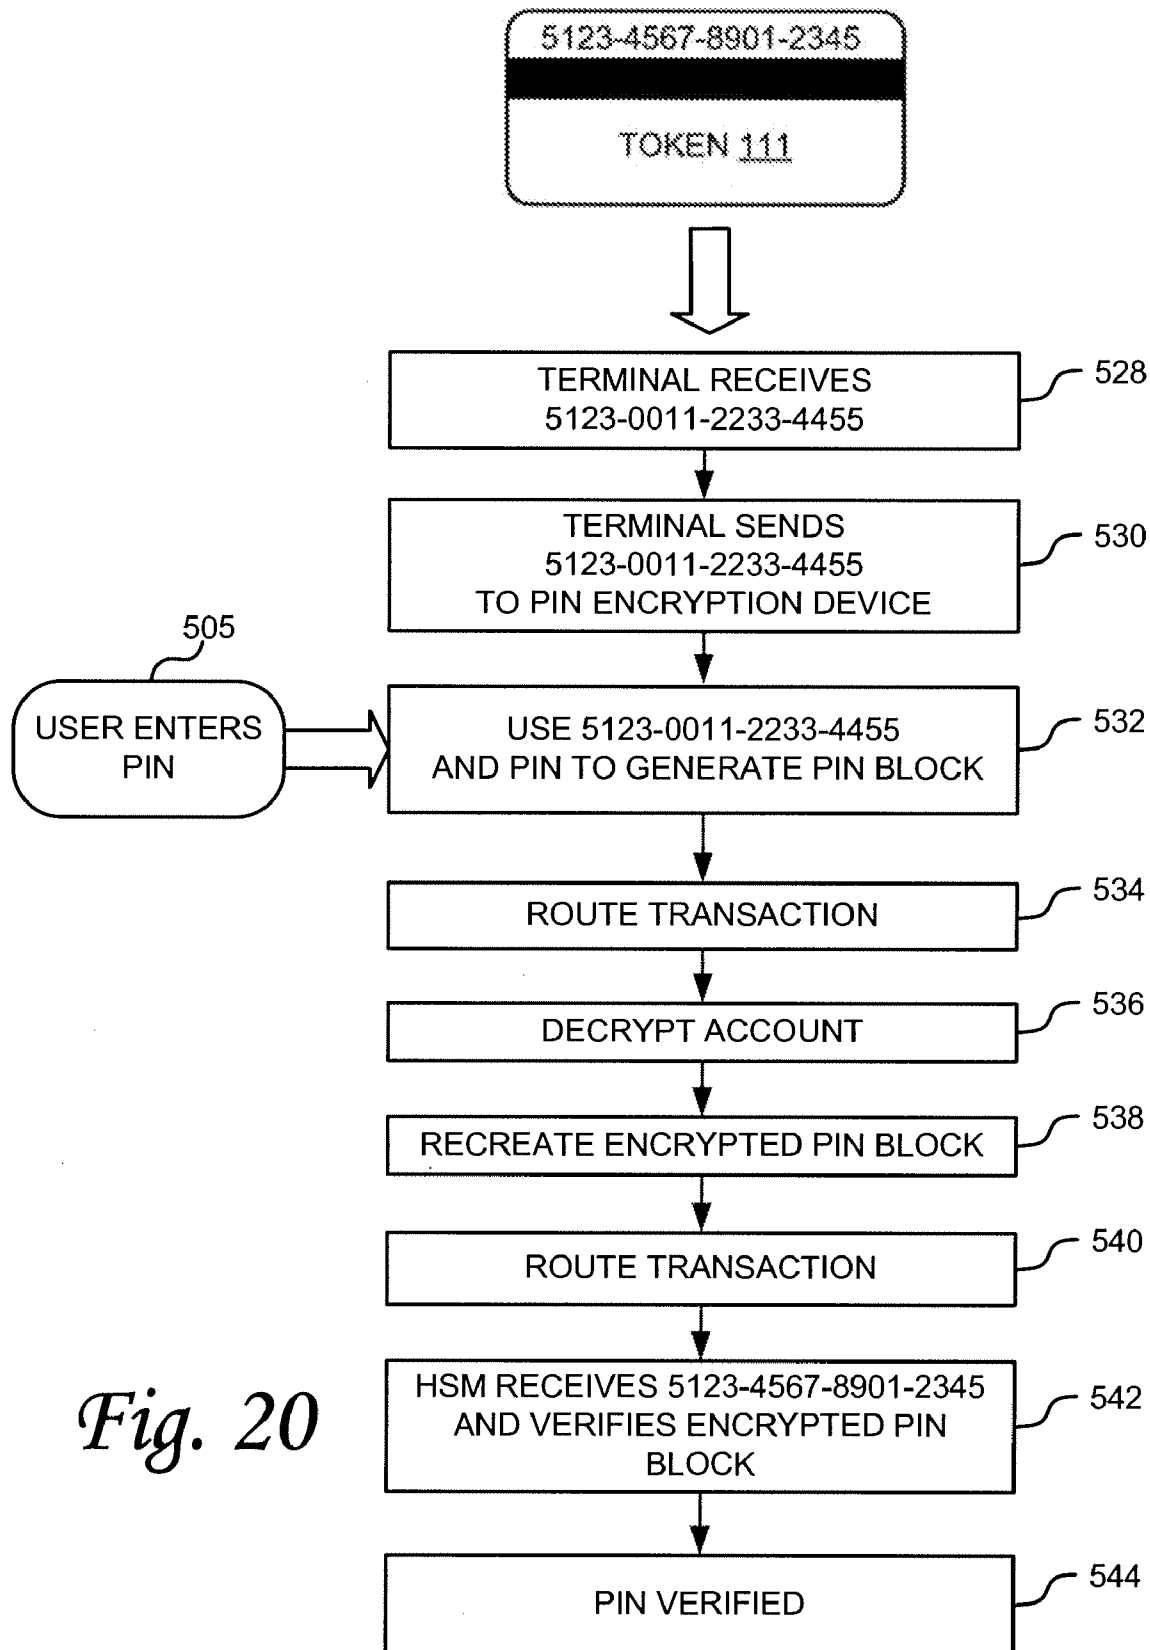 5123-4567-8901-2345
TOKEN 111
TERMINAL RECEIVES
5123-0011-2233-4455
528
TERMINAL SENDS
5123-0011-2233-4455
TO PIN ENCRYPTION DEVICE
530
505
USER ENTERS
PIN
USE 5123-0011-2233-4455
AND PIN TO GENERATE PIN BLOCK
532
ROUTE TRANSACTION
534
DECRYPT ACCOUNT
536
RECREATE ENCRYPTED PIN BLOCK
538
ROUTE TRANSACTION
540
HSM RECEIVES 5123-4567-8901-2345
AND VERIFIES ENCRYPTED PIN
BLOCK
542
Fig. 20
PIN VERIFIED
544